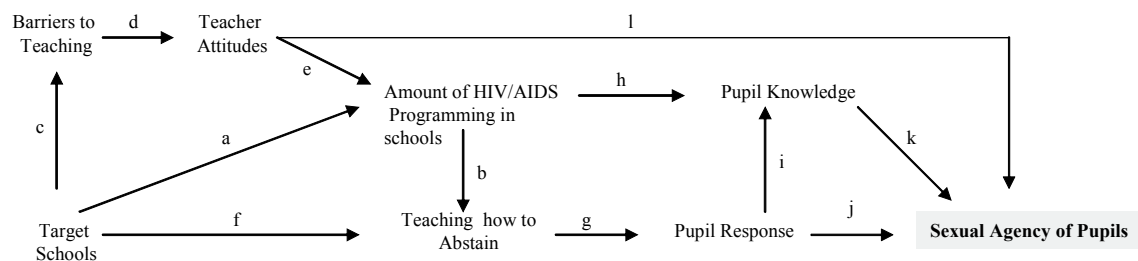 d
l
Barriers to
Teaching
Teacher
Attitudes
e
Amount of HIV/AIDS
Programming in
schools
h
Pupil Knowledge
c
a
k
b
i
f
g
j
Target
Schools
Teaching how to
Abstain
Pupil Response
Sexual Agency of Pupils